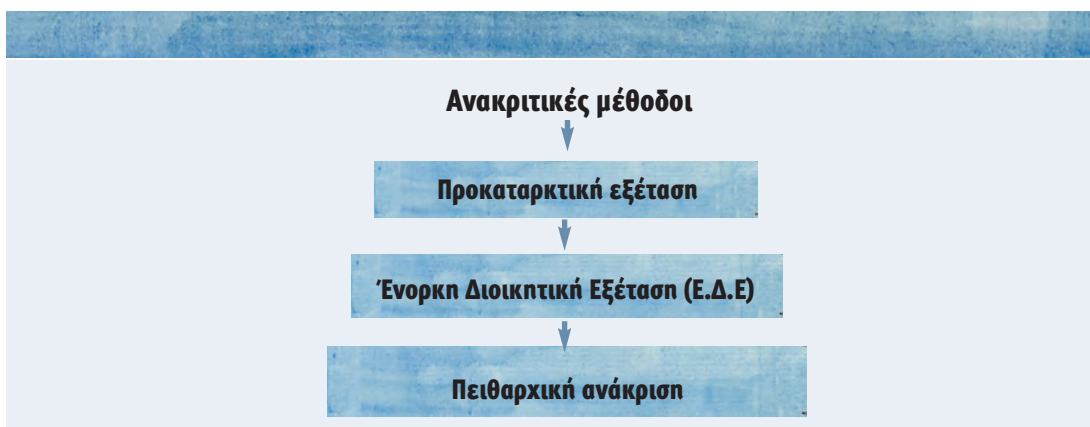 Ανακριτικές μέθοδοι
Προκαταρκτική εξέταση
Ένορκη Διοικητική Εξέταση (Ε.Δ.Ε)
Πειθαρχική ανάκριση